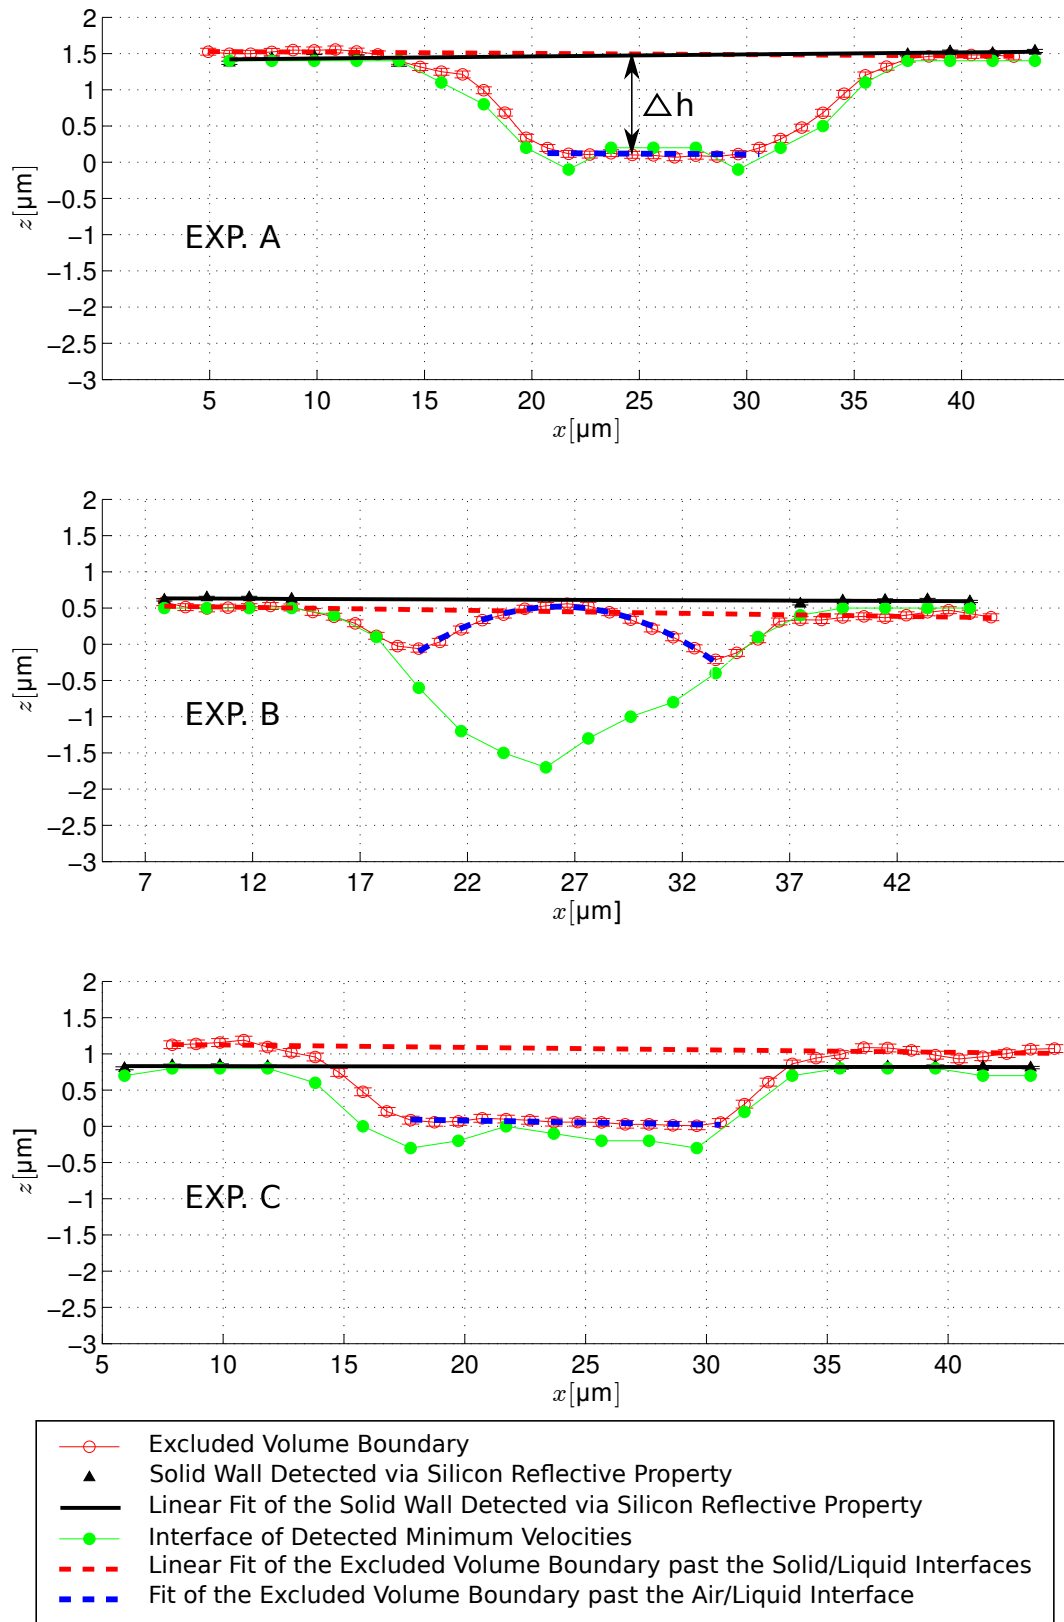 2
1.5
1
0.5
0
−0.5
−1
−1.5
−2
−2.5
−3
z[μm]
△h
EXP. A
5 10 15 20 25 30 35 40
x[μm]
2
1.5
1
0.5
0
−0.5
−1
−1.5
−2
−2.5
−3
z[μm]
EXP. B
7 12 17 22 27 32 37 42
x[μm]
2
1.5
1
0.5
0
−0.5
−1
−1.5
−2
−2.5
−3
z[μm]
EXP. C
5 10 15 20 25 30 35 40
x[μm]
Excluded Volume Boundary
Solid Wall Detected via Silicon Reflective Property
Linear Fit of the Solid Wall Detected via Silicon Reflective Property
Interface of Detected Minimum Velocities
Linear Fit of the Excluded Volume Boundary past the Solid/Liquid Interfaces
Fit of the Excluded Volume Boundary past the Air/Liquid Interface